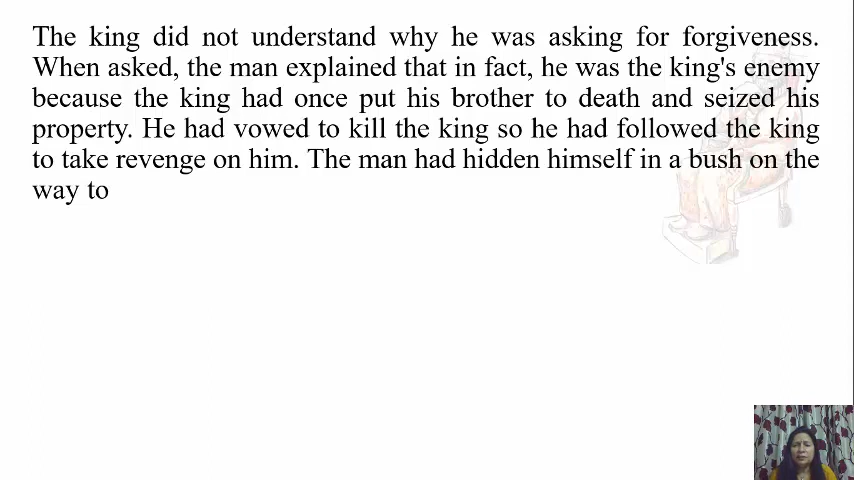 The king did not understand why he was asking for forgiveness.
When asked, the man explained that in fact, he was the king's enemy
because the king had once put his brother to death and seized his
property. He had vowed to kill the king so he had followed the king
to take revenge on him. The man had hidden himself in a bush on the
way to